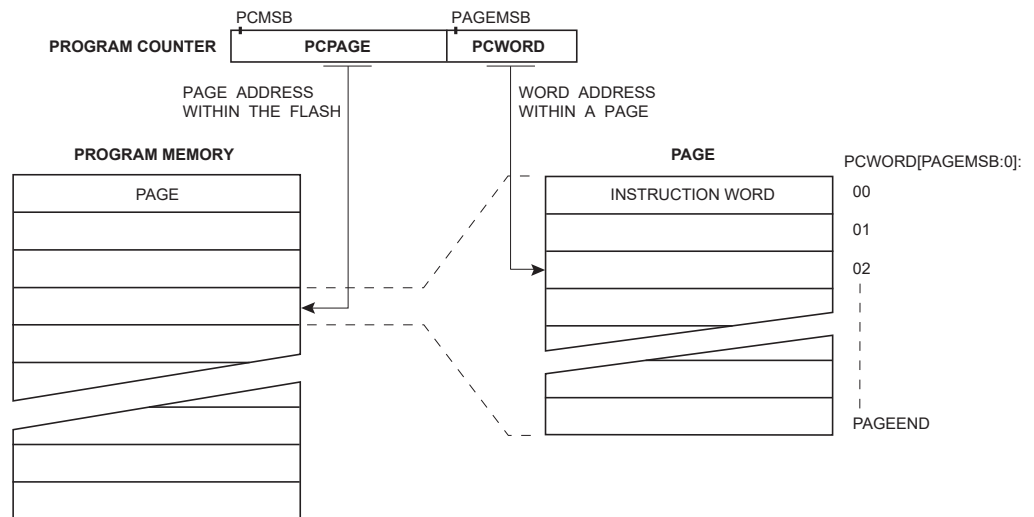 PCMSB
PAGEMSB
PROGRAM COUNTER
PCPAGE
PCWORD
PAGE ADDRESS
WITHIN THE FLASH
WORD ADDRESS
WITHIN A PAGE
PROGRAM MEMORY
PAGE
PAGE
PCWORD[PAGEMSB:0]:
INSTRUCTION WORD
00
01
02
PAGEEND